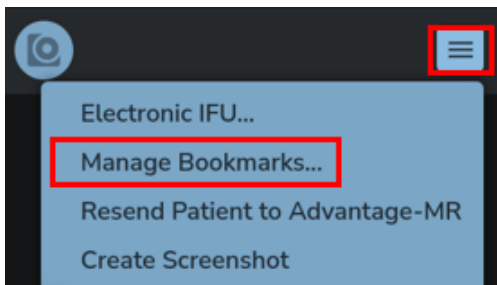 Electronic IFU...
Manage Bookmarks...
Resend Patient to Advantage-MR
Create Screenshot